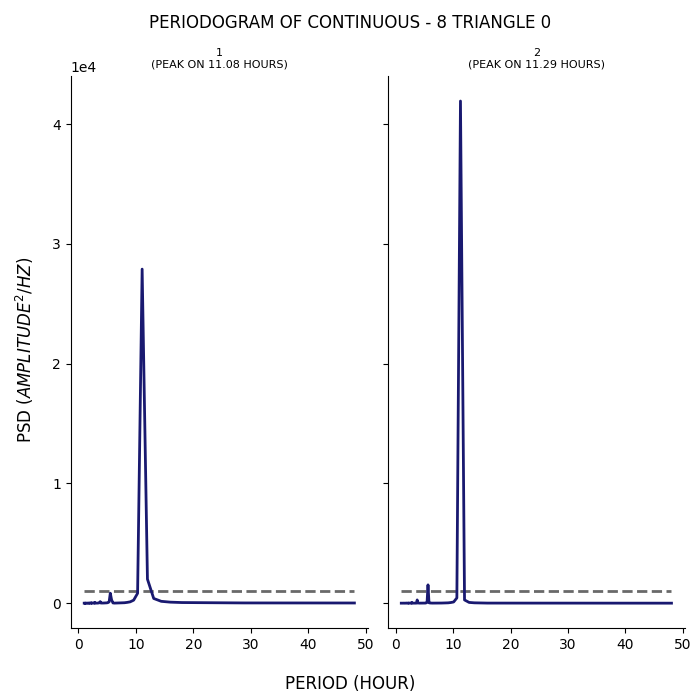 PERIODOGRAM OF CONTINUOUS - 8 TRIANGLE 0
1
(PEAK ON 11.08 HOURS)
2
(PEAK ON 11.29 HOURS)
1e4
4
3
2
1
0
PSD (AMPLITUDE²/HZ)
0 10 20 30 40 50
0 10 20 30 40 50
PERIOD (HOUR)